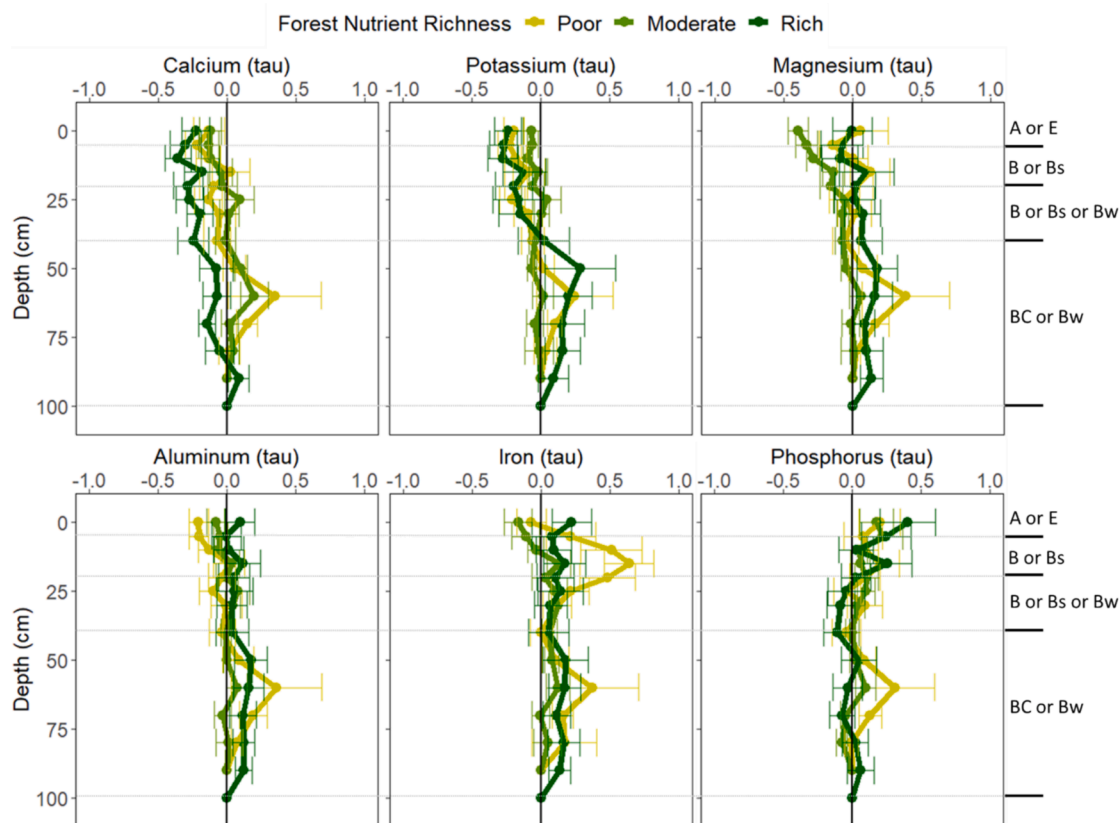 Forest Nutrient Richness Poor Moderate Rich
Calcium (tau) Potassium (tau) Magnesium (tau)
-1.0 -0.5 0.0 0.5 1.0 -1.0 -0.5 0.0 0.5 1.0 -1.0 -0.5 0.0 0.5 1.0
0 A or E
B or Bs
25 B or Bs or Bw
Depth (cm)
50
BC or Bw
75
100
Aluminum (tau) Iron (tau) Phosphorus (tau)
-1.0 -0.5 0.0 0.5 1.0 -1.0 -0.5 0.0 0.5 1.0 -1.0 -0.5 0.0 0.5 1.0
0 A or E
B or Bs
25 B or Bs or Bw
Depth (cm)
50
BC or Bw
75
100